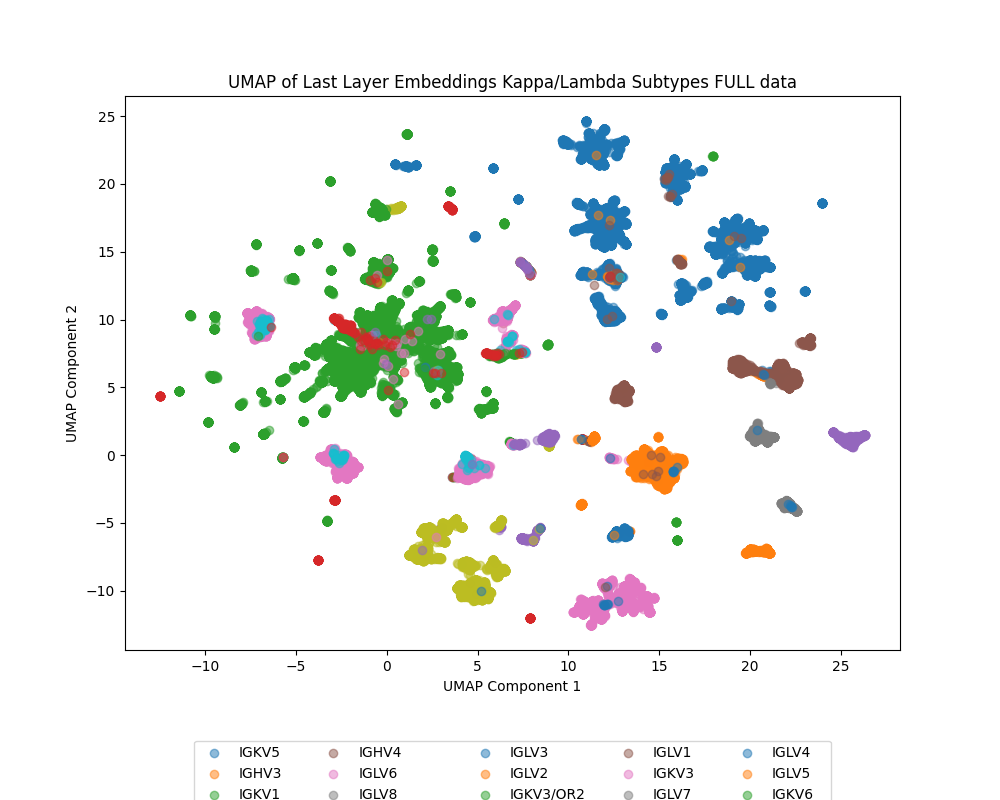 UMAP of Last Layer Embeddings Kappa/Lambda Subtypes FULL data
25
20
15
10
5
0
−5
−10
UMAP Component 2
−10 −5 0 5 10 15 20 25
UMAP Component 1
IGKV5 IGHV4 IGLV3 IGLV1 IGLV4
IGHV3 IGLV6 IGLV2 IGKV3 IGLV5
IGKV1 IGLV8 IGKV3/OR2 IGLV7 IGKV6